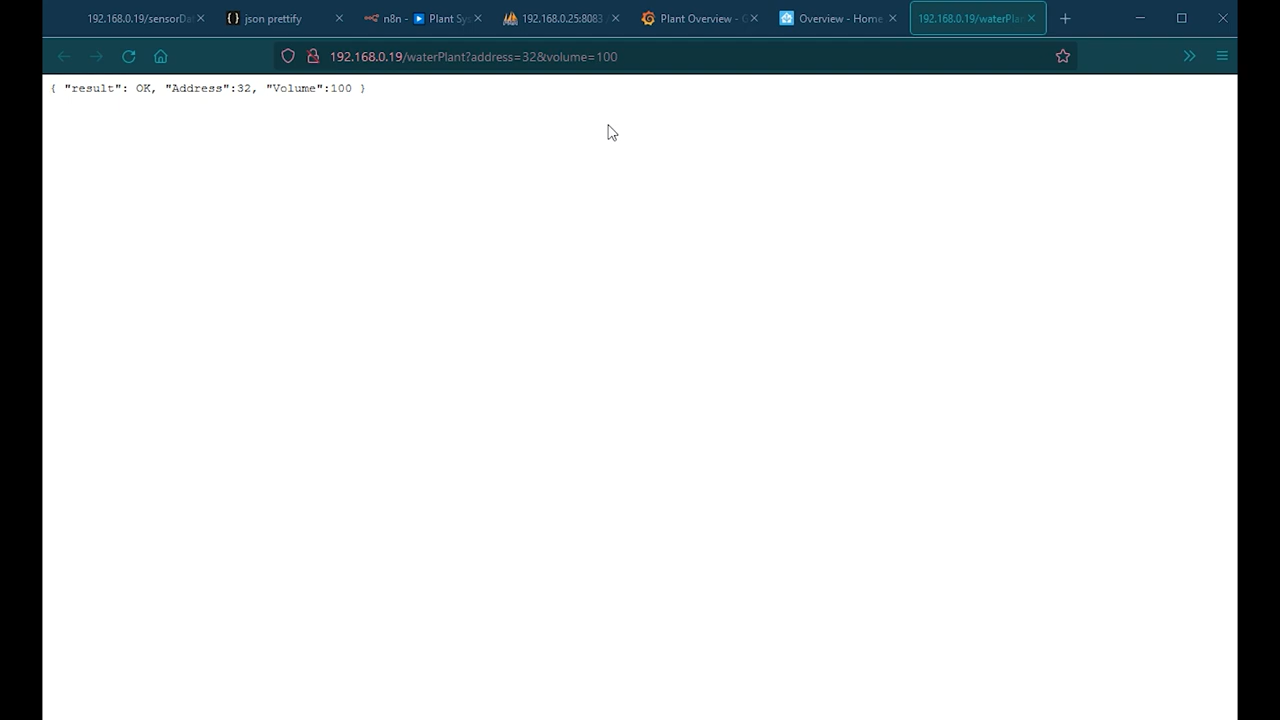 192.168.0.19/sensorDa
json prettify
n8n - ▶ Plant Sy
192.168.0.25:8083 /
Plant Overview - G
Overview - Home
192.168.0.19/waterPla
192.168.0.19/waterPlant?address=32&volume=100
{ "result": OK, "Address":32, "Volume":100 }